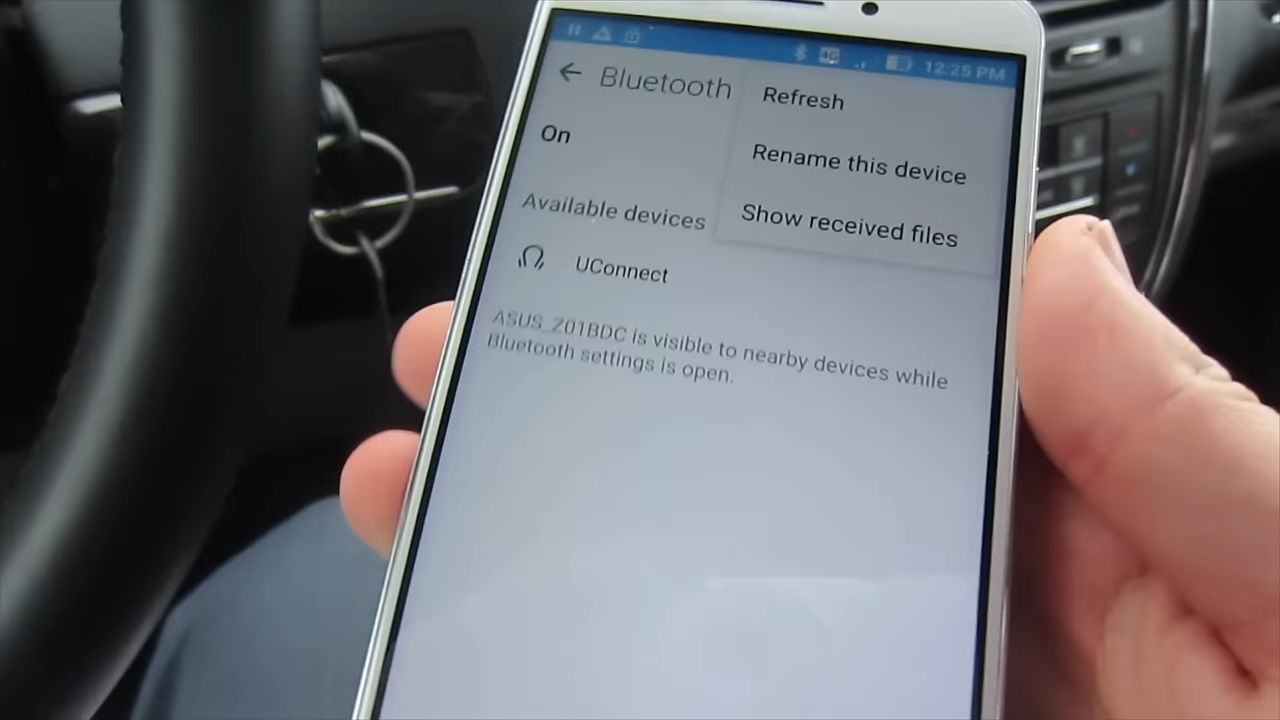 4G 12:25 PM
Bluetooth
Refresh
On
Rename this device
Available devices
Show received files
UConnect
ASUS_Z01BDC is visible to nearby devices while
Bluetooth settings is open.